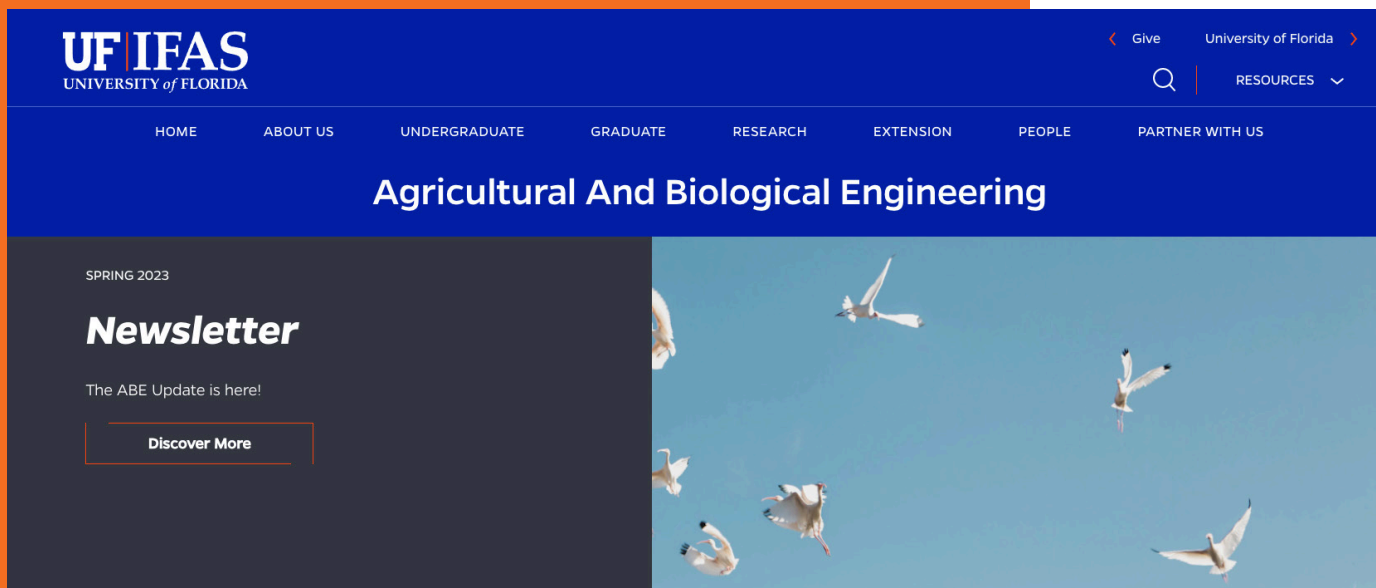 UF|IFAS
UNIVERSITY of FLORIDA
Give
University of Florida
RESOURCES
HOME ABOUT US UNDERGRADUATE GRADUATE RESEARCH EXTENSION PEOPLE PARTNER WITH US
Agricultural And Biological Engineering
SPRING 2023
Newsletter
The ABE Update is here!
Discover More